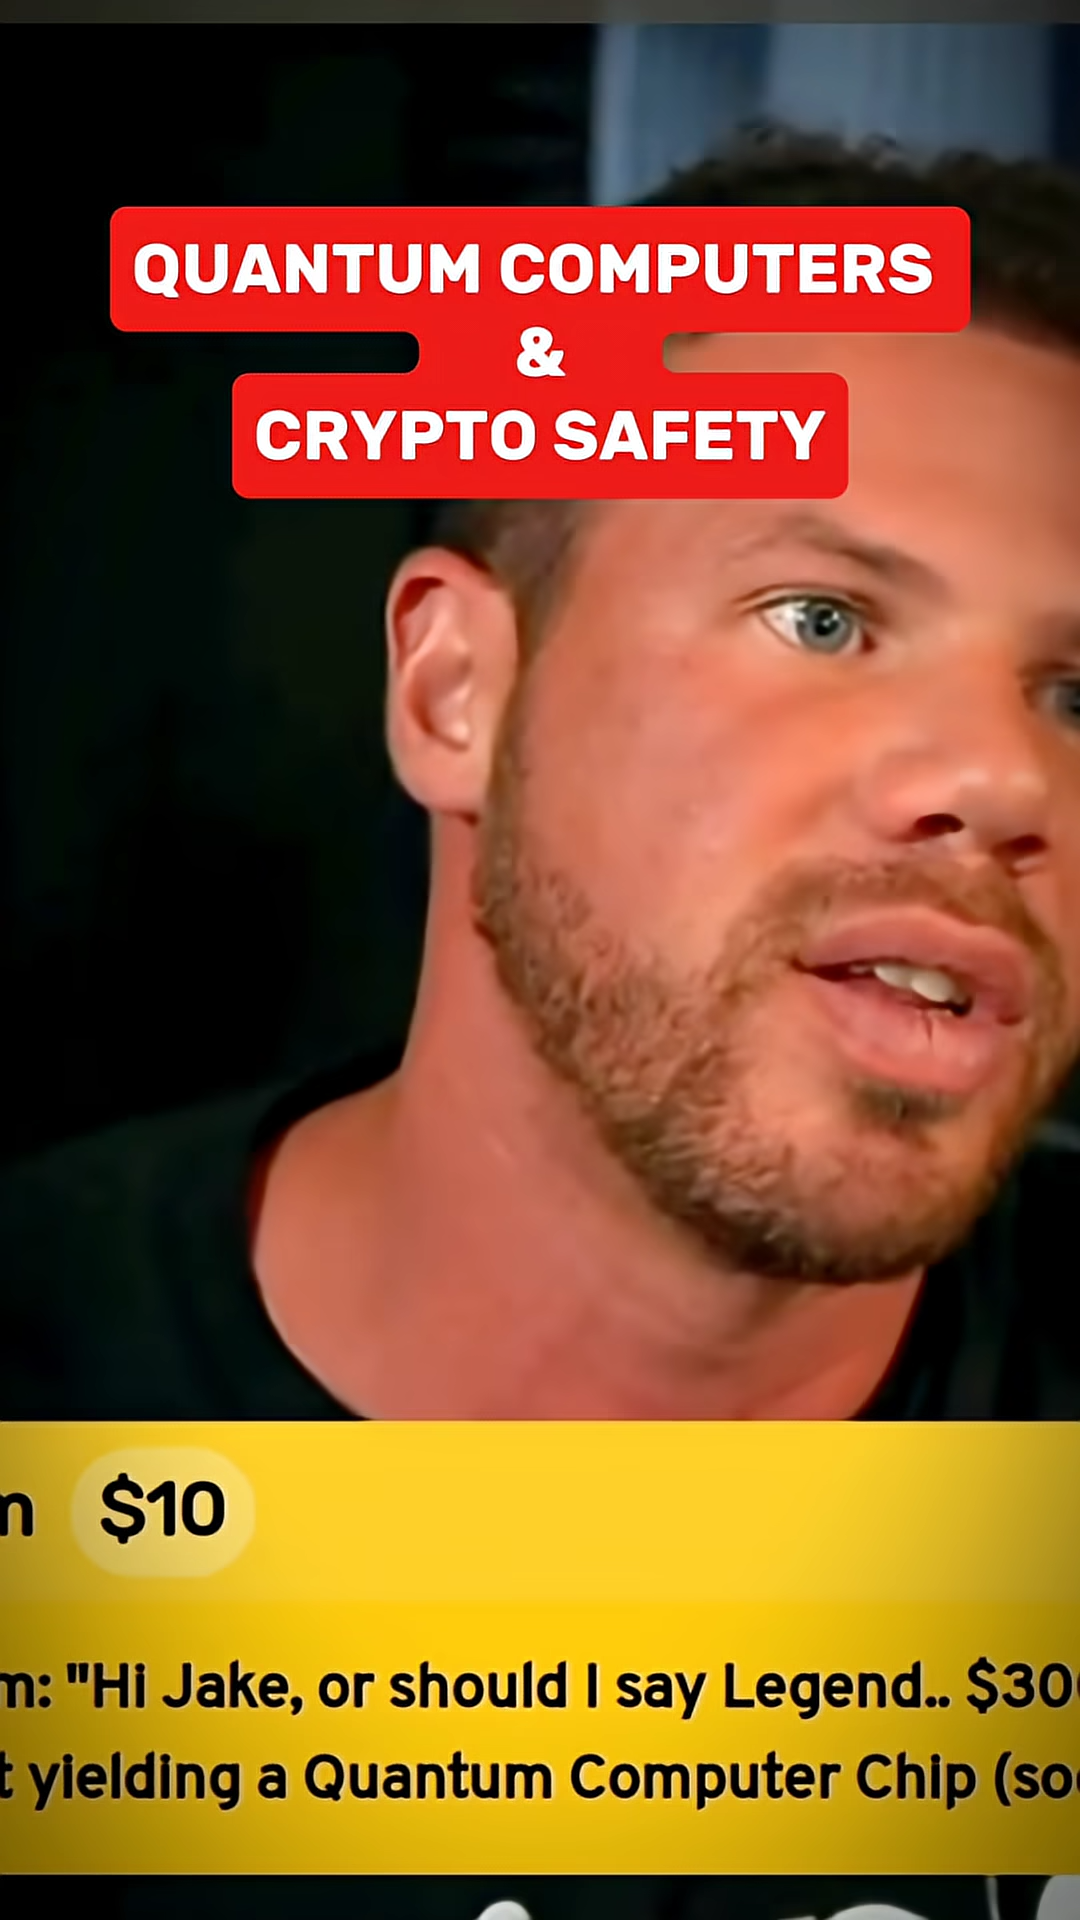 QUANTUM COMPUTERS
&
CRYPTO SAFETY
$10
"Hi Jake, or should I say Legend.. $30
yielding a Quantum Computer Chip